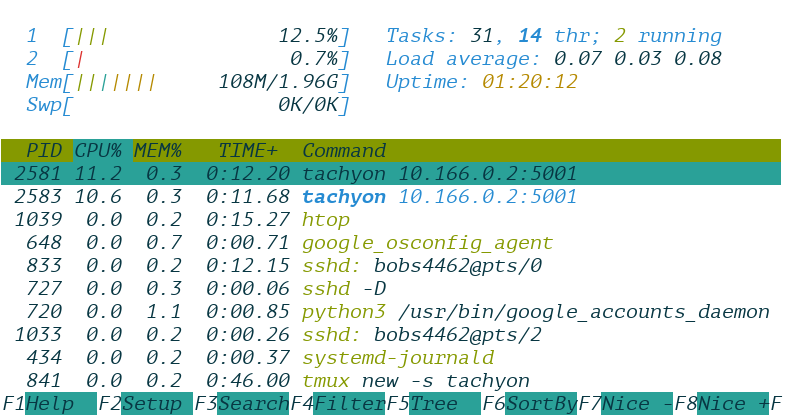 1 [||| 12.5%] Tasks: 31, 14 thr; 2 running
2 [| 0.7%] Load average: 0.07 0.03 0.08
Mem[||||||| 108M/1.96G] Uptime: 01:20:12
Swp[ 0K/0K]
PID CPU% MEM% TIME+ Command
2581 11.2 0.3 0:12.20 tachyon 10.166.0.2:5001
2583 10.6 0.3 0:11.68 tachyon 10.166.0.2:5001
1039 0.0 0.2 0:15.27 htop
648 0.0 0.7 0:00.71 google_osconfig_agent
833 0.0 0.2 0:12.15 sshd: bobs4462@pts/0
727 0.0 0.3 0:00.06 sshd -D
720 0.0 1.1 0:00.85 python3 /usr/bin/google_accounts_daemon
1033 0.0 0.2 0:00.26 sshd: bobs4462@pts/2
434 0.0 0.2 0:00.37 systemd-journald
841 0.0 0.2 0:46.00 tmux new -s tachyon
F1Help F2Setup F3SearchF4FilterF5Tree F6SortByF7Nice -F8Nice +F